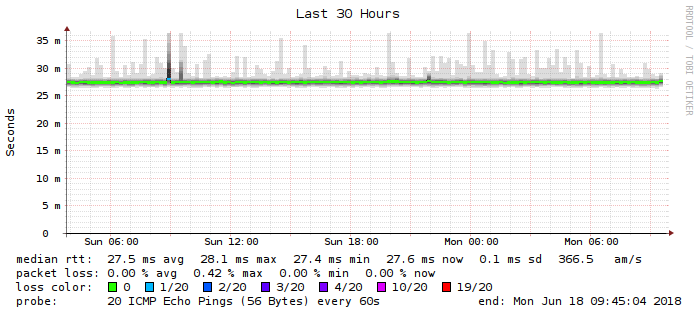 Last 30 Hours
RRDTOOL / TOBI OETIKER
Seconds
35 m
30 m
25 m
20 m
15 m
10 m
5 m
0
Sun 06:00 Sun 12:00 Sun 18:00 Mon 00:00 Mon 06:00
median rtt: 27.5 ms avg 28.1 ms max 27.4 ms min 27.6 ms now 0.1 ms sd 366.5 am/s
packet loss: 0.00 % avg 0.42 % max 0.00 % min 0.00 % now
loss color: 0 1/20 2/20 3/20 4/20 10/20 19/20
probe: 20 ICMP Echo Pings (56 Bytes) every 60s end: Mon Jun 18 09:45:04 2018